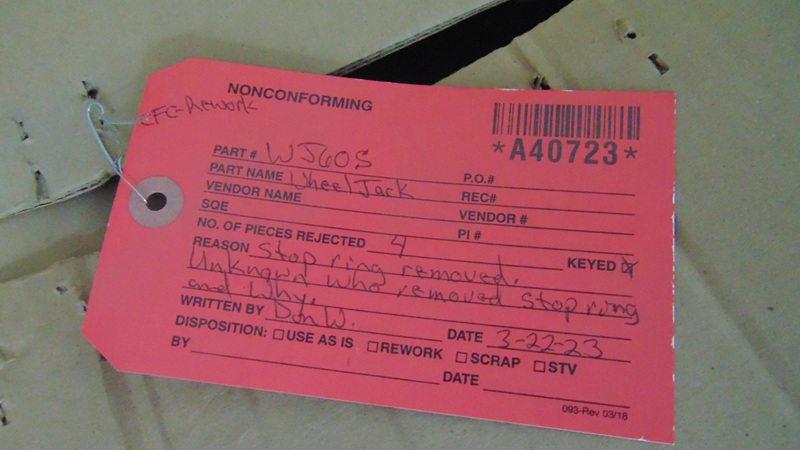 NONCONFORMING
CFC-Rework
*A40723*
PART # WJ60S
P.O.#
PART NAME Wheel Jack
REC#
VENDOR NAME
VENDOR #
SQE
PI #
NO. OF PIECES REJECTED 4
KEYED
REASON Stop ring removed.
Unknown who removed stop ring
and why.
WRITTEN BY Don W.
DATE 3-22-23
DISPOSITION: USE AS IS REWORK SCRAP STV
BY
DATE
093-Rev 03/18